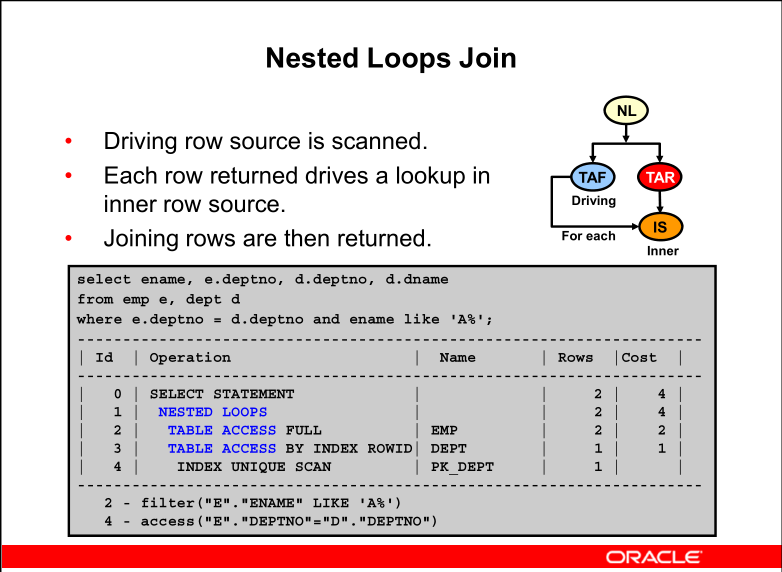 Nested Loops Join
• Driving row source is scanned.
• Each row returned drives a lookup in
inner row source.
• Joining rows are then returned.
NL
TAF
TAR
Driving
IS
For each
Inner
select ename, e.deptno, d.deptno, d.dname
from emp e, dept d
where e.deptno = d.deptno and ename like 'A%';
---------------------------------------------------------------------
| Id | Operation | Name | Rows |Cost |
---------------------------------------------------------------------
| 0 | SELECT STATEMENT | | 2 | 4 |
| 1 | NESTED LOOPS | | 2 | 4 |
| 2 | TABLE ACCESS FULL | EMP | 2 | 2 |
| 3 | TABLE ACCESS BY INDEX ROWID| DEPT | 1 | 1 |
| 4 | INDEX UNIQUE SCAN | PK_DEPT | 1 | |
---------------------------------------------------------------------
2 - filter("E"."ENAME" LIKE 'A%')
4 - access("E"."DEPTNO"="D"."DEPTNO")
ORACLE